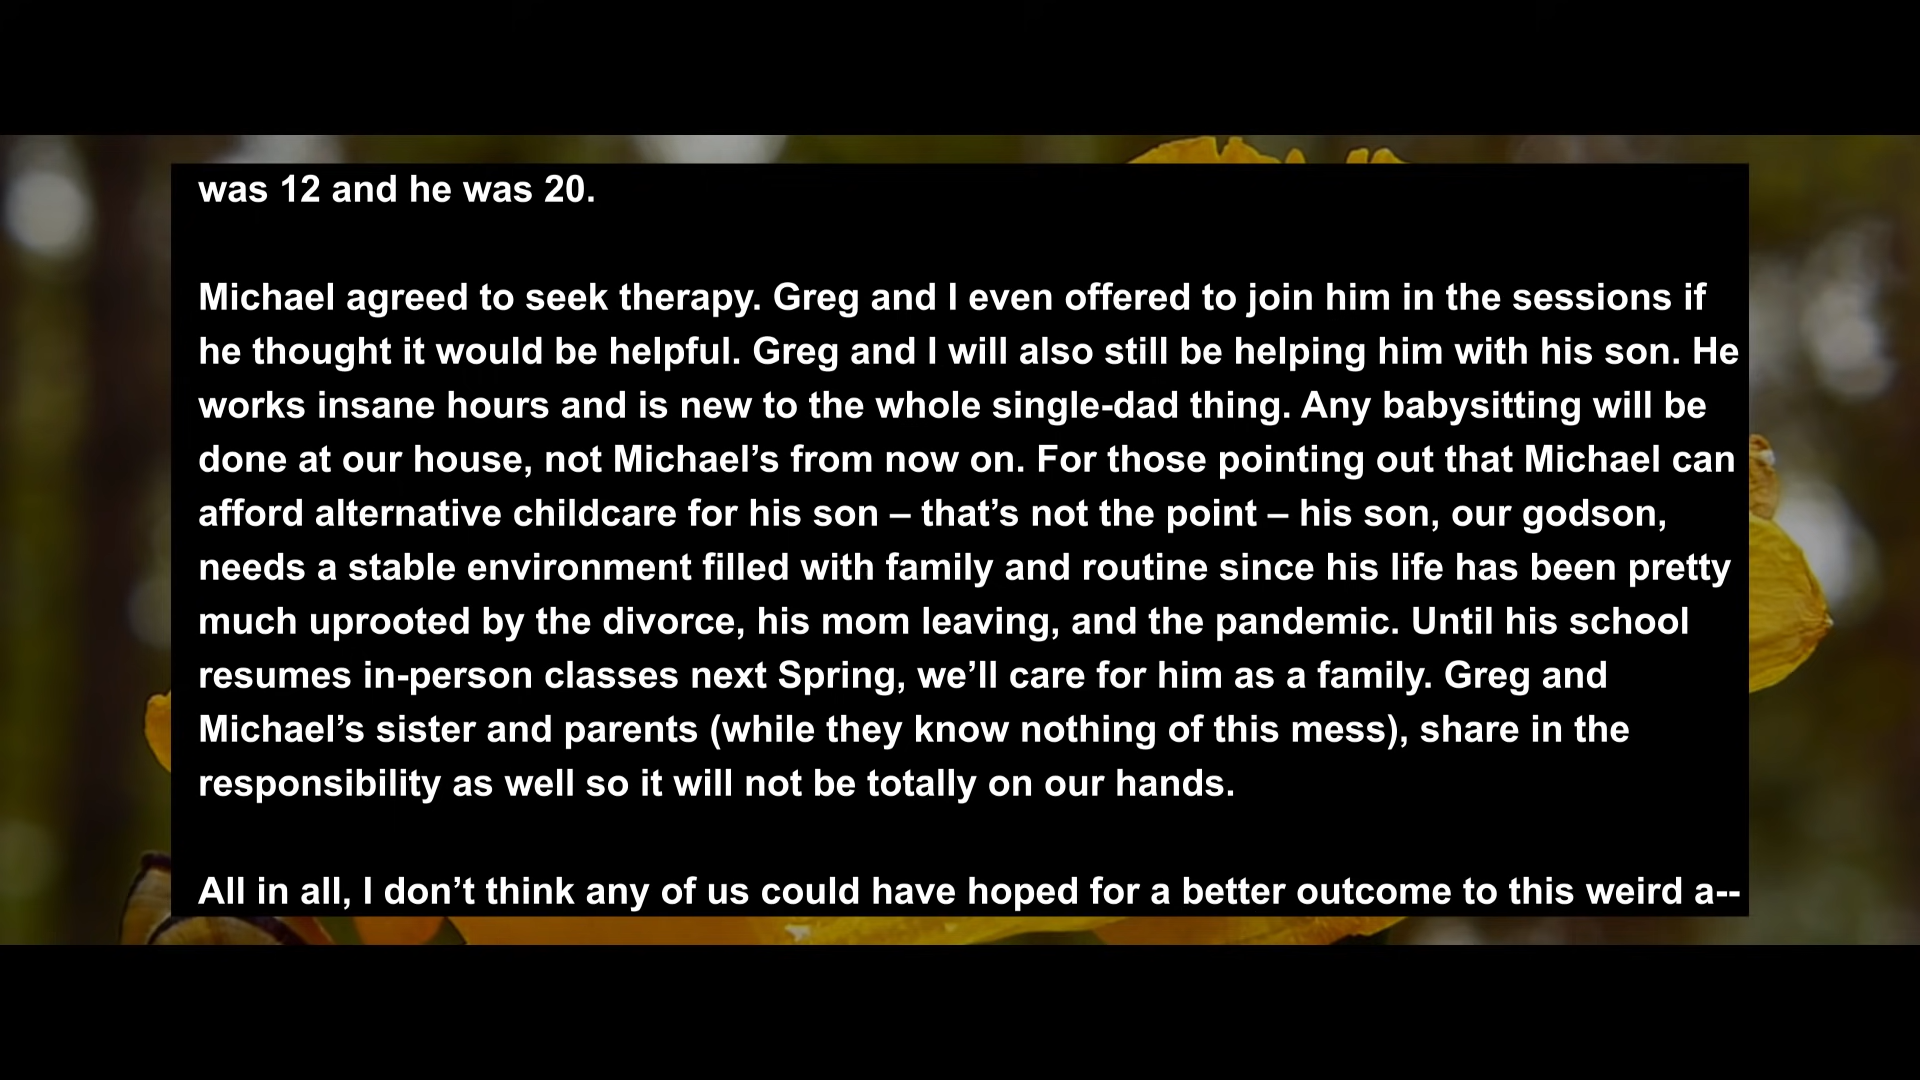 was 12 and he was 20.
Michael agreed to seek therapy. Greg and I even offered to join him in the sessions if
he thought it would be helpful. Greg and I will also still be helping him with his son. He
works insane hours and is new to the whole single-dad thing. Any babysitting will be
done at our house, not Michael’s from now on. For those pointing out that Michael can
afford alternative childcare for his son – that’s not the point – his son, our godson,
needs a stable environment filled with family and routine since his life has been pretty
much uprooted by the divorce, his mom leaving, and the pandemic. Until his school
resumes in-person classes next Spring, we’ll care for him as a family. Greg and
Michael’s sister and parents (while they know nothing of this mess), share in the
responsibility as well so it will not be totally on our hands.
All in all, I don’t think any of us could have hoped for a better outcome to this weird a--